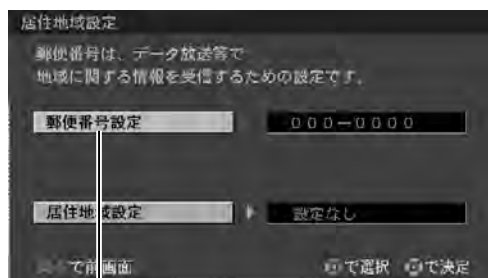 居住地域設定
郵便番号は、データ放送等で
地域に関する情報を受信するための設定です。
郵便番号設定 000-0000
居住地域設定 設定なし
で前画面 で選択 で決定